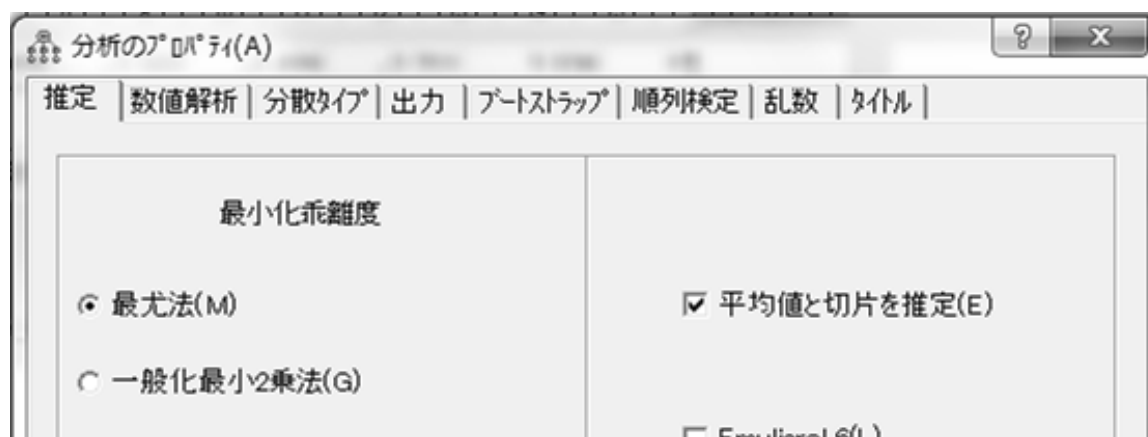 分析のプロパティ(A)
推定 数値解析 分散タイプ 出力 ブートストラップ 順列検定 乱数 タイトル
最小化乖離度
最尤法(M)
平均値と切片を推定(E)
一般化最小2乗法(G)